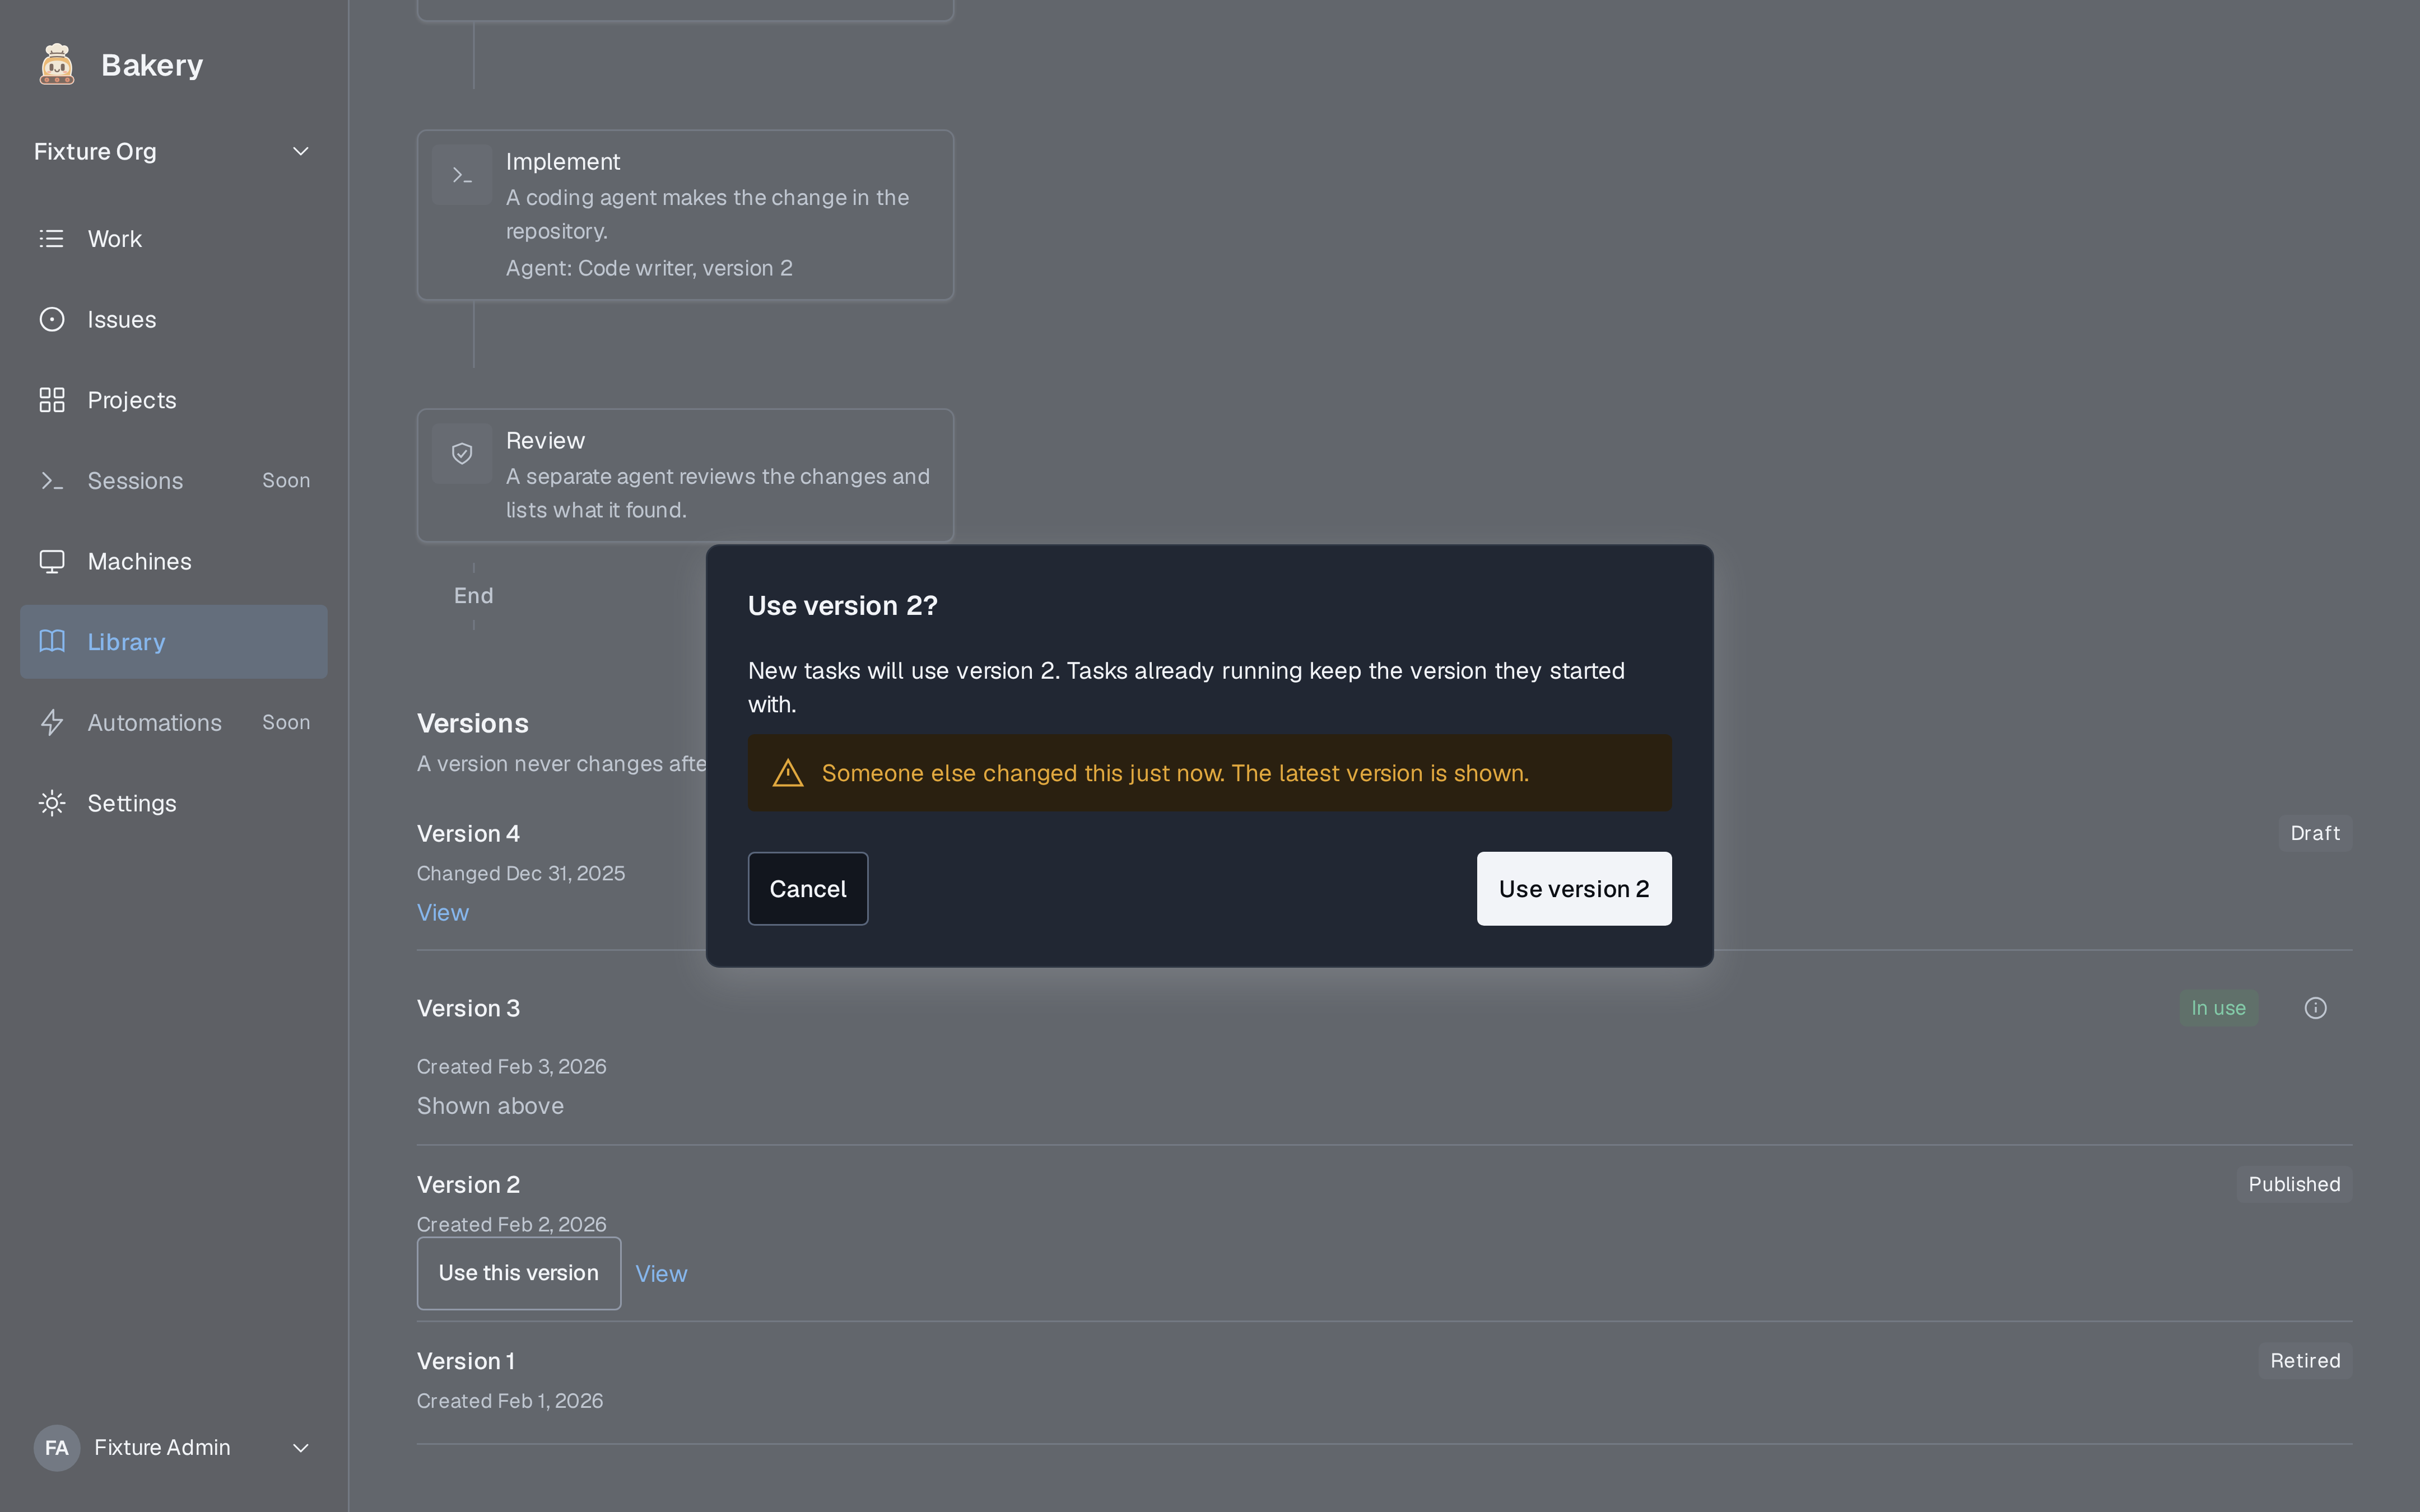 Bakery
Fixture Org
Work
Issues
Projects
Sessions Soon
Machines
Library
Automations Soon
Settings
FA Fixture Admin
Implement
A coding agent makes the change in the
repository.
Agent: Code writer, version 2
Review
A separate agent reviews the changes and
lists what it found.
End
Versions
A version never changes afte
Version 4 Draft
Changed Dec 31, 2025
View
Version 3 In use
Created Feb 3, 2026
Shown above
Version 2 Published
Created Feb 2, 2026
Use this version View
Version 1 Retired
Created Feb 1, 2026
Use version 2?
New tasks will use version 2. Tasks already running keep the version they started
with.
Someone else changed this just now. The latest version is shown.
Cancel Use version 2